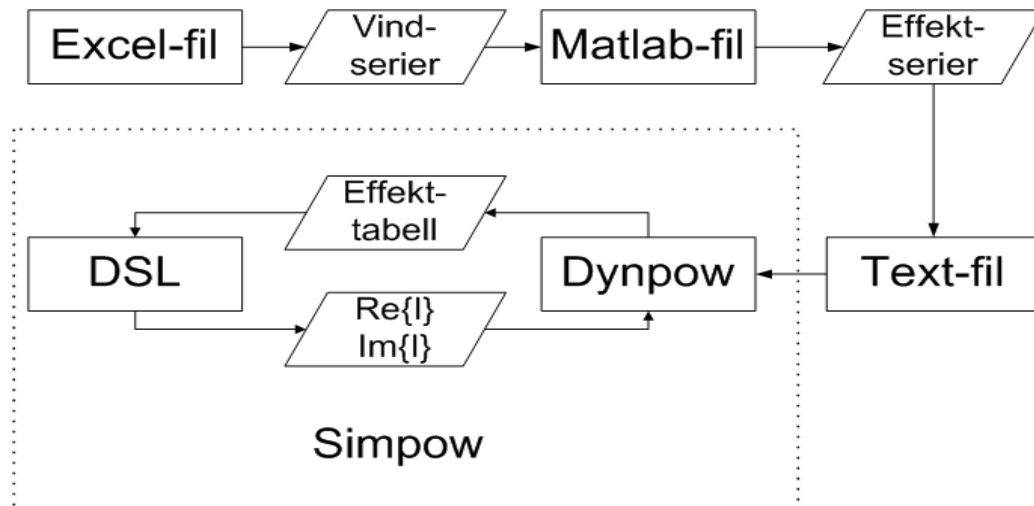 Excel-fil
Vind-
serier
Matlab-fil
Effekt-
serier
Effekt-
tabell
DSL
Dynpow
Text-fil
Re{I}
Im{I}
Simpow